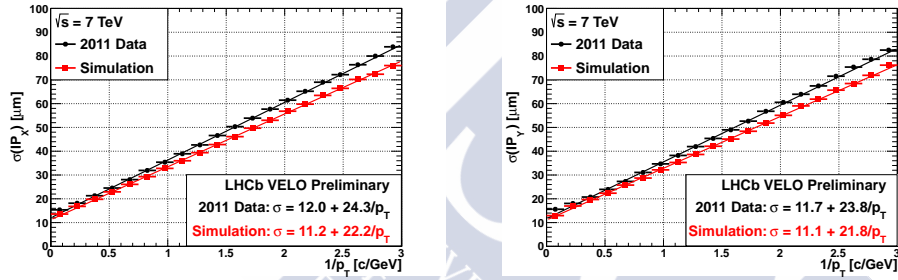 σ(IP_X) [μm]
100
90
80
70
60
50
40
30
20
10
0
√s = 7 TeV
2011 Data
Simulation
LHCb VELO Preliminary
2011 Data: σ = 12.0 + 24.3/p_T
Simulation: σ = 11.2 + 22.2/p_T
0 0.5 1 1.5 2 2.5 3
1/p_T [c/GeV]
σ(IP_Y) [μm]
100
90
80
70
60
50
40
30
20
10
0
√s = 7 TeV
2011 Data
Simulation
LHCb VELO Preliminary
2011 Data: σ = 11.7 + 23.8/p_T
Simulation: σ = 11.1 + 21.8/p_T
0 0.5 1 1.5 2 2.5 3
1/p_T [c/GeV]